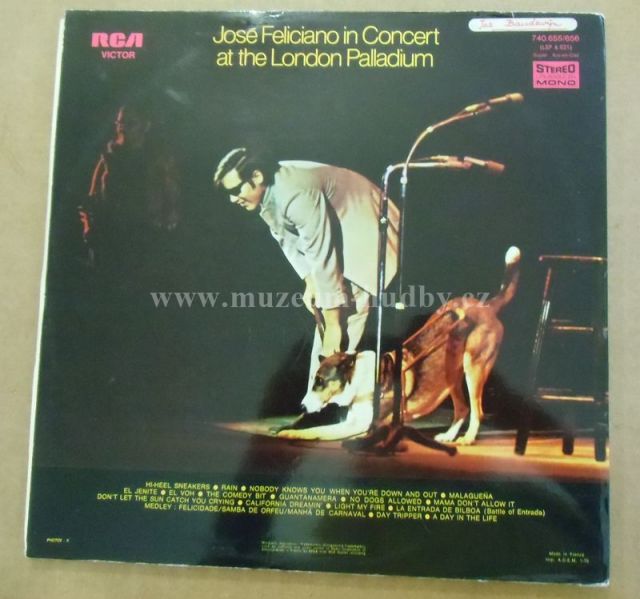 RCA
VICTOR
José Feliciano in Concert
at the London Palladium
740.655/656
STEREO
MONO
www.muzeum-hudby.cz
HI-HEEL SNEAKERS • RAIN • NOBODY KNOWS YOU WHEN YOU'RE DOWN AND OUT • MALAGUEÑA
EL JENITE • EL VOH • THE COMEDY BIT • GUANTANAMERA • NO DOGS ALLOWED • MAMA DON'T ALLOW IT
DON'T LET THE SUN CATCH YOU CRYING • CALIFORNIA DREAMIN' • LIGHT MY FIRE • LA ENTRADA DE BILBOA (Battle of Entrada)
MEDLEY : FELICIDADE/SAMBA DE ORFEU/MANHÃ DE CARNAVAL • DAY TRIPPER • A DAY IN THE LIFE
Made in France